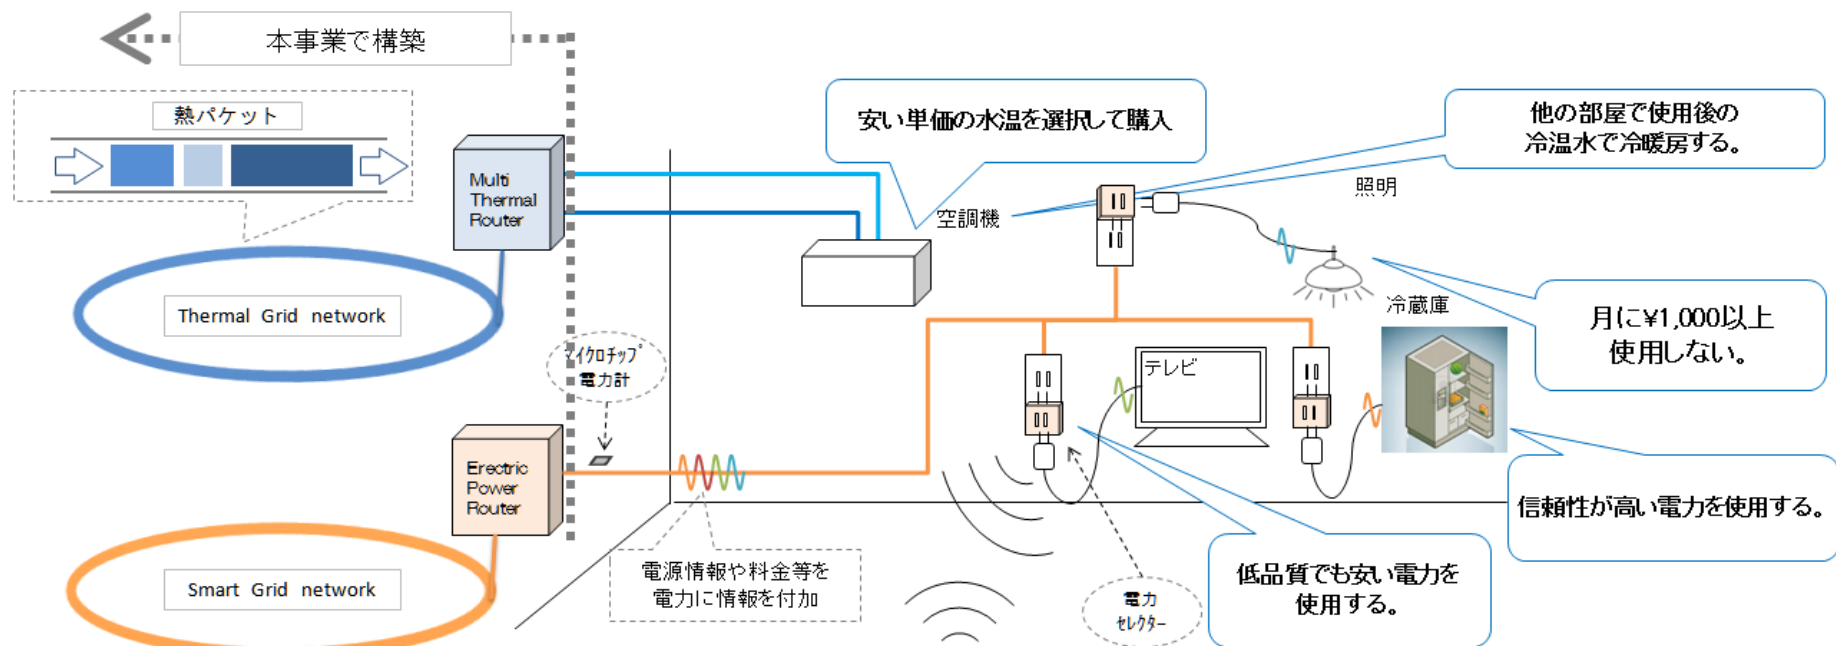 本事業で構築
熱パケット
Multi
Thermal
Router
Thermal Grid network
マイクロチップ
電力計
Erectric
Power
Router
Smart Grid network
電源情報や料金等を
電力に情報を付加
安い単価の水温を選択して購入
空調機
他の部屋で使用後の
冷温水で冷暖房する。
照明
月に¥1,000以上
使用しない。
冷蔵庫
テレビ
信頼性が高い電力を使用する。
低品質でも安い電力を
使用する。
電力
セレクター